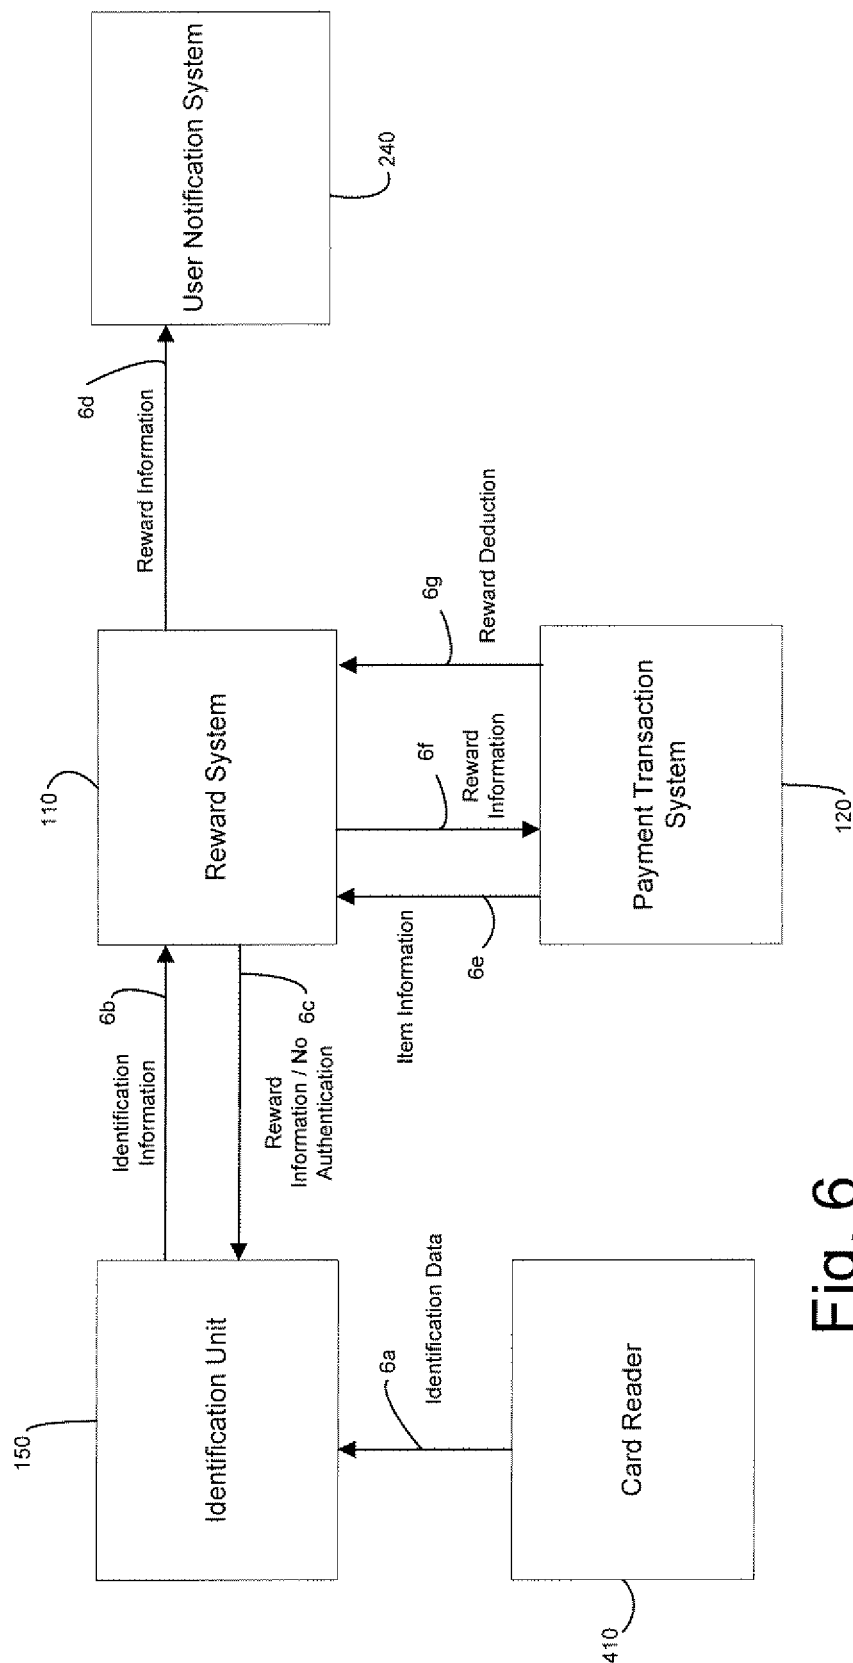 150
Identification Unit
6a
Identification Data
410
Card Reader
Identification
Information
6b
Reward
Information / No
Authentication
6c
110
Reward System
Item Information
6e
6f
Reward
Information
6g
Reward Deduction
Payment Transaction
System
120
Reward Information
6d
User Notification System
240
Fig. 6